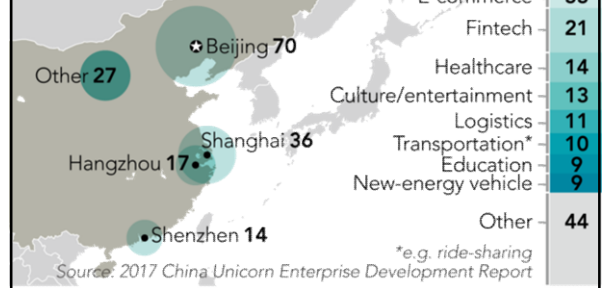 E-commerce
Fintech 21
Beijing 70
Other 27
Healthcare 14
Culture/entertainment 13
Logistics 11
Shanghai 36
Transportation* 10
Hangzhou 17
Education 9
New-energy vehicle 9
Other 44
Shenzhen 14
*e.g. ride-sharing
Source: 2017 China Unicorn Enterprise Development Report